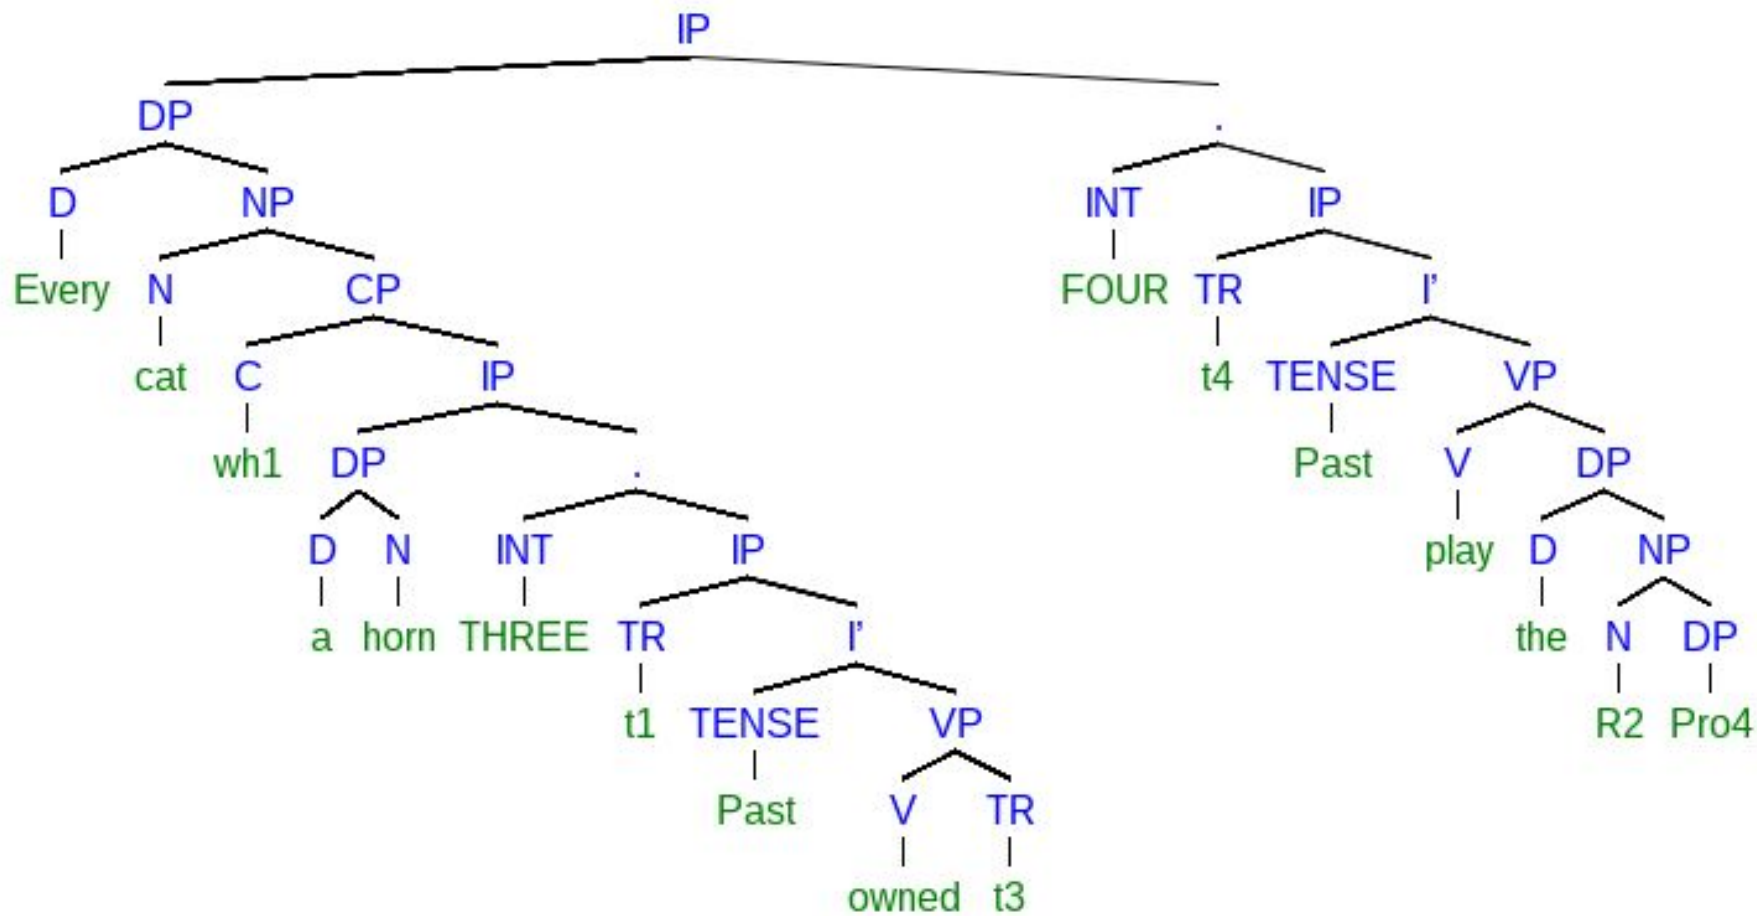 IP
DP .
D NP INT IP
Every N CP FOUR TR I’
cat C IP t4 TENSE VP
wh1 DP . Past V DP
D N INT IP play D NP
a horn THREE TR I’ the N DP
t1 TENSE VP R2 Pro4
Past V TR
owned t3